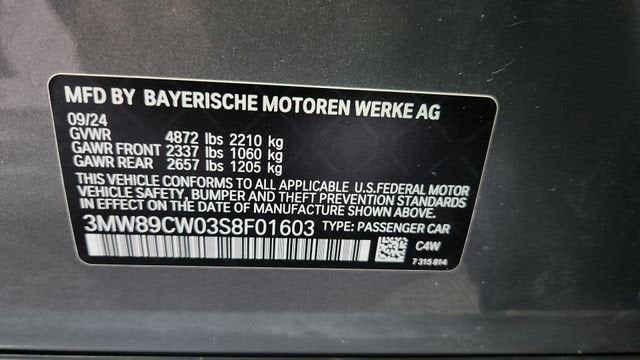 MFD BY BAYERISCHE MOTOREN WERKE AG
09/24
GVWR 4872 lbs 2210 kg
GAWR FRONT 2337 lbs 1060 kg
GAWR REAR 2657 lbs 1205 kg
THIS VEHICLE CONFORMS TO ALL APPLICABLE U.S.FEDERAL MOTOR
VEHICLE SAFETY, BUMPER AND THEFT PREVENTION STANDARDS
IN EFFECT ON THE DATE OF MANUFACTURE SHOWN ABOVE.
3MW89CW03S8F01603 TYPE: PASSENGER CAR
C4W
7 315 814